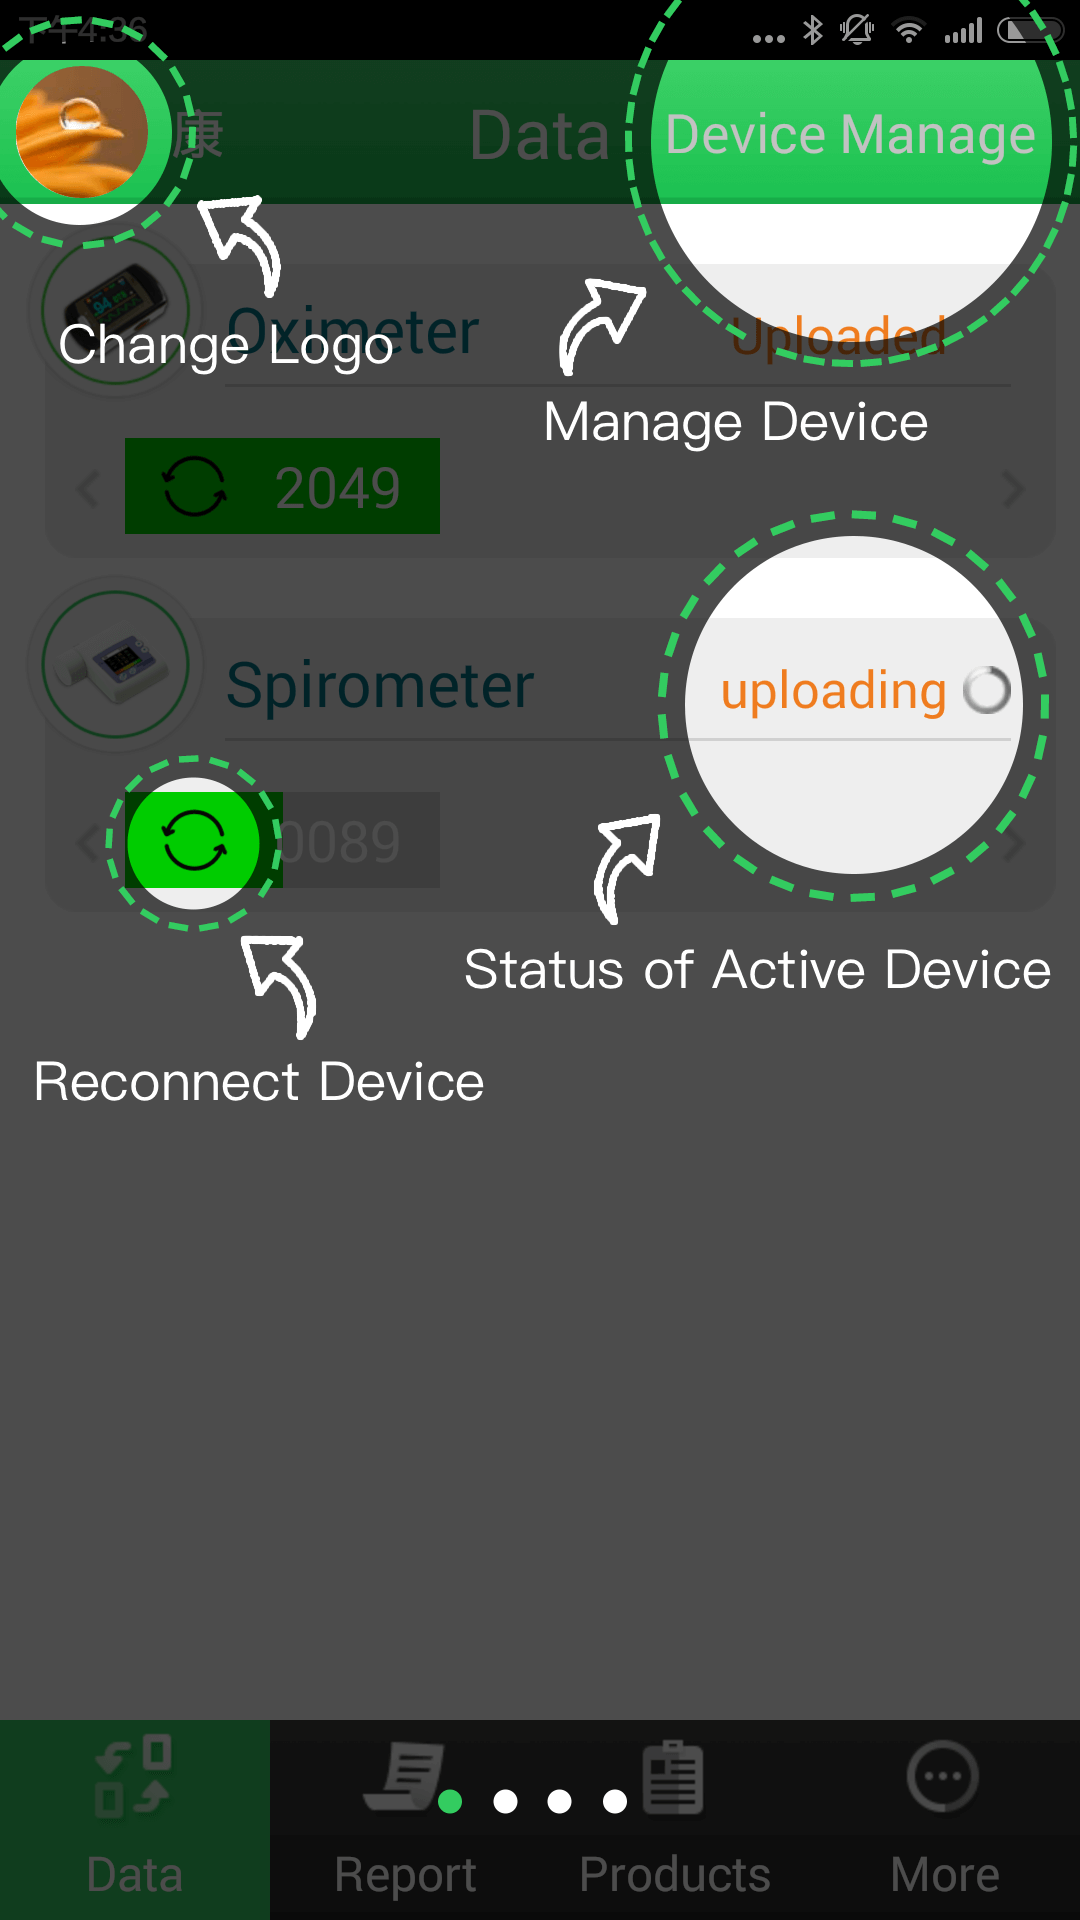 下午4:36
康
Data
Device Manage
Change Logo
Oximeter
Uploaded
Manage Device
2049
Spirometer
uploading
0089
Status of Active Device
Reconnect Device
Data
Report
Products
More